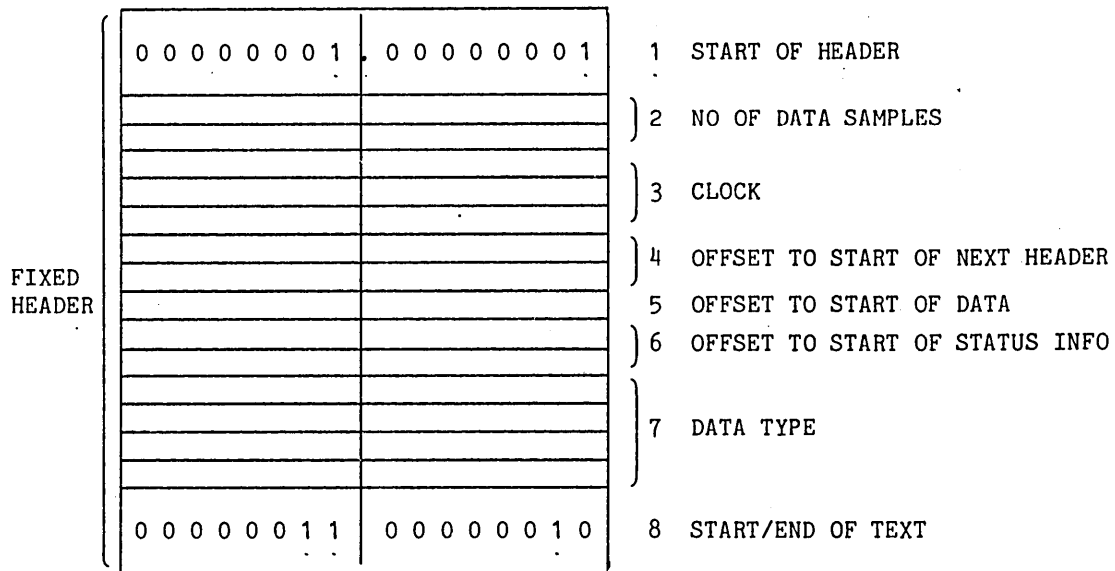 0 0 0 0 0 0 0 1 0 0 0 0 0 0 0 1 1 START OF HEADER
2 NO OF DATA SAMPLES
3 CLOCK
4 OFFSET TO START OF NEXT HEADER
FIXED
HEADER
5 OFFSET TO START OF DATA
6 OFFSET TO START OF STATUS INFO
7 DATA TYPE
0 0 0 0 0 0 1 1 0 0 0 0 0 0 1 0 8 START/END OF TEXT